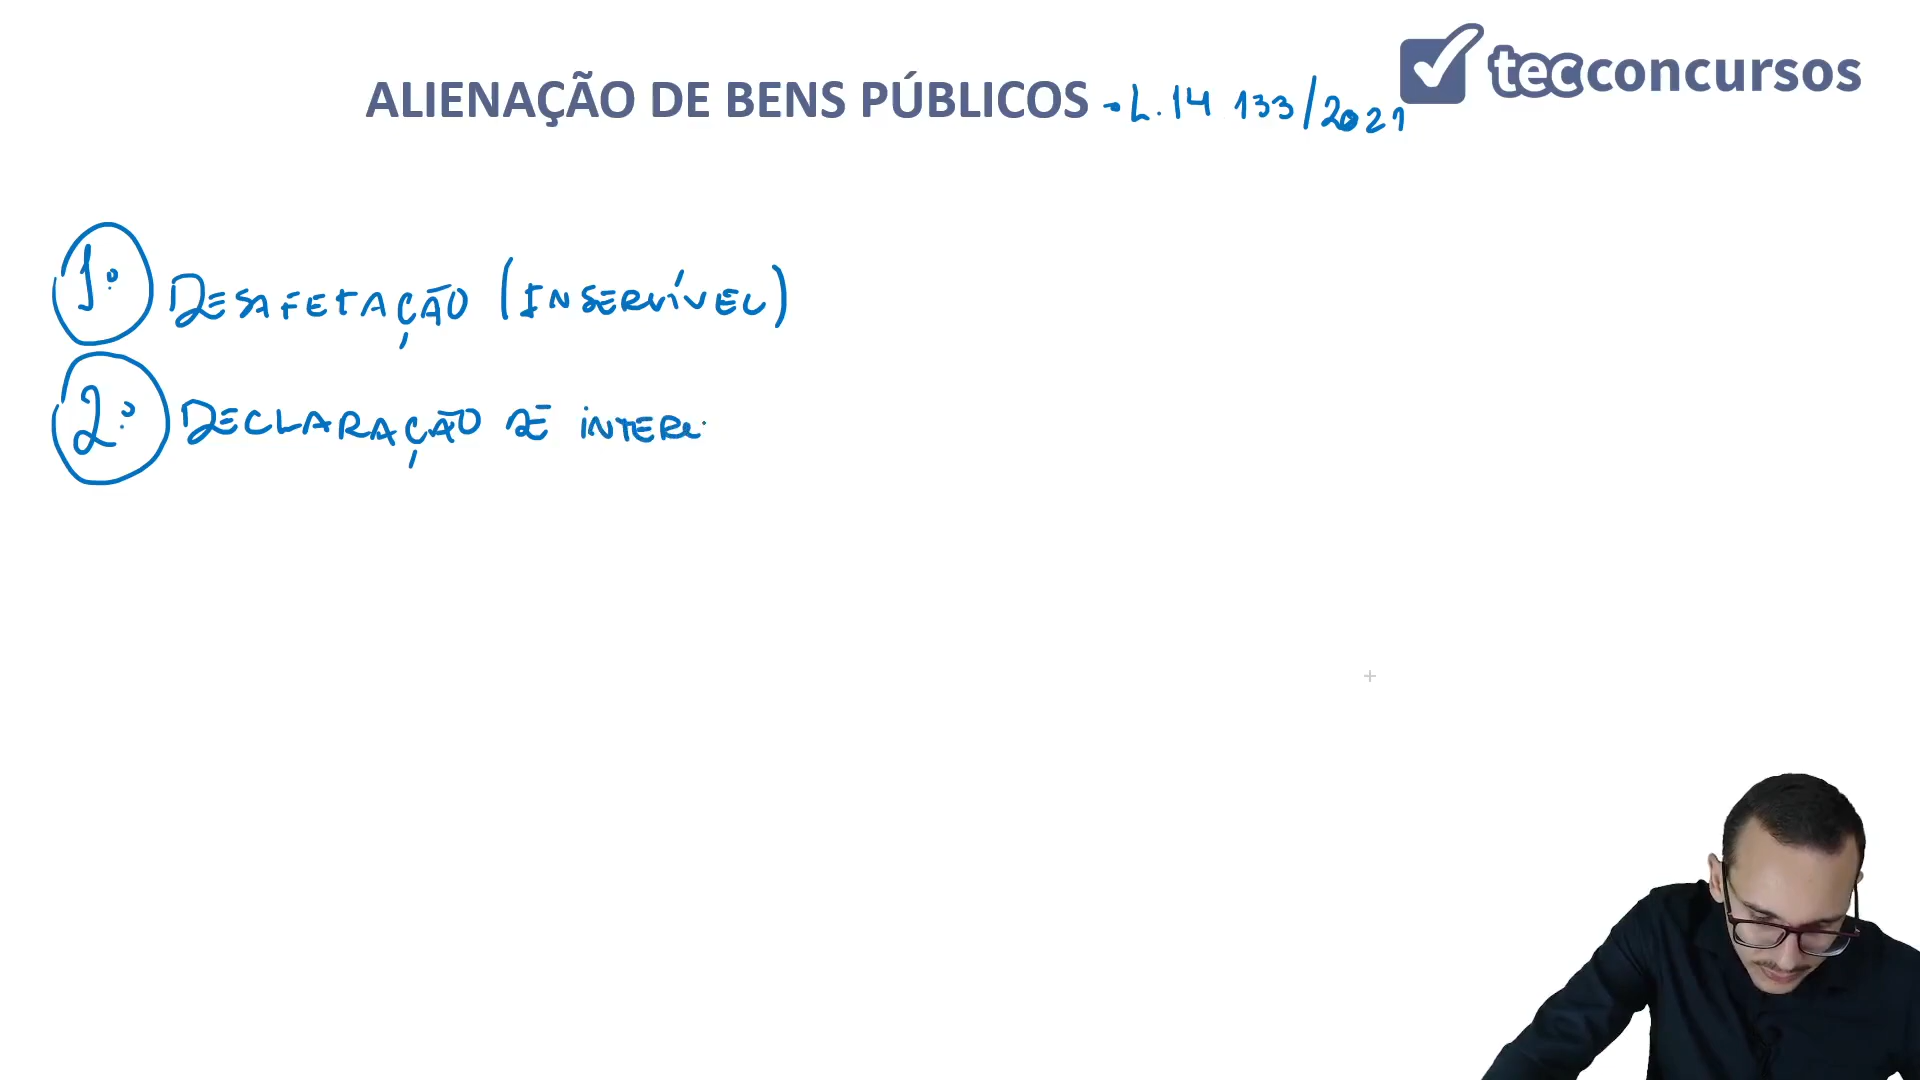 tecconcursos
ALIENAÇÃO DE BENS PÚBLICOS - L. 14 133/2021
1º DESAFETAÇÃO (INSERVÍVEL)
2º DECLARAÇÃO DE INTERE